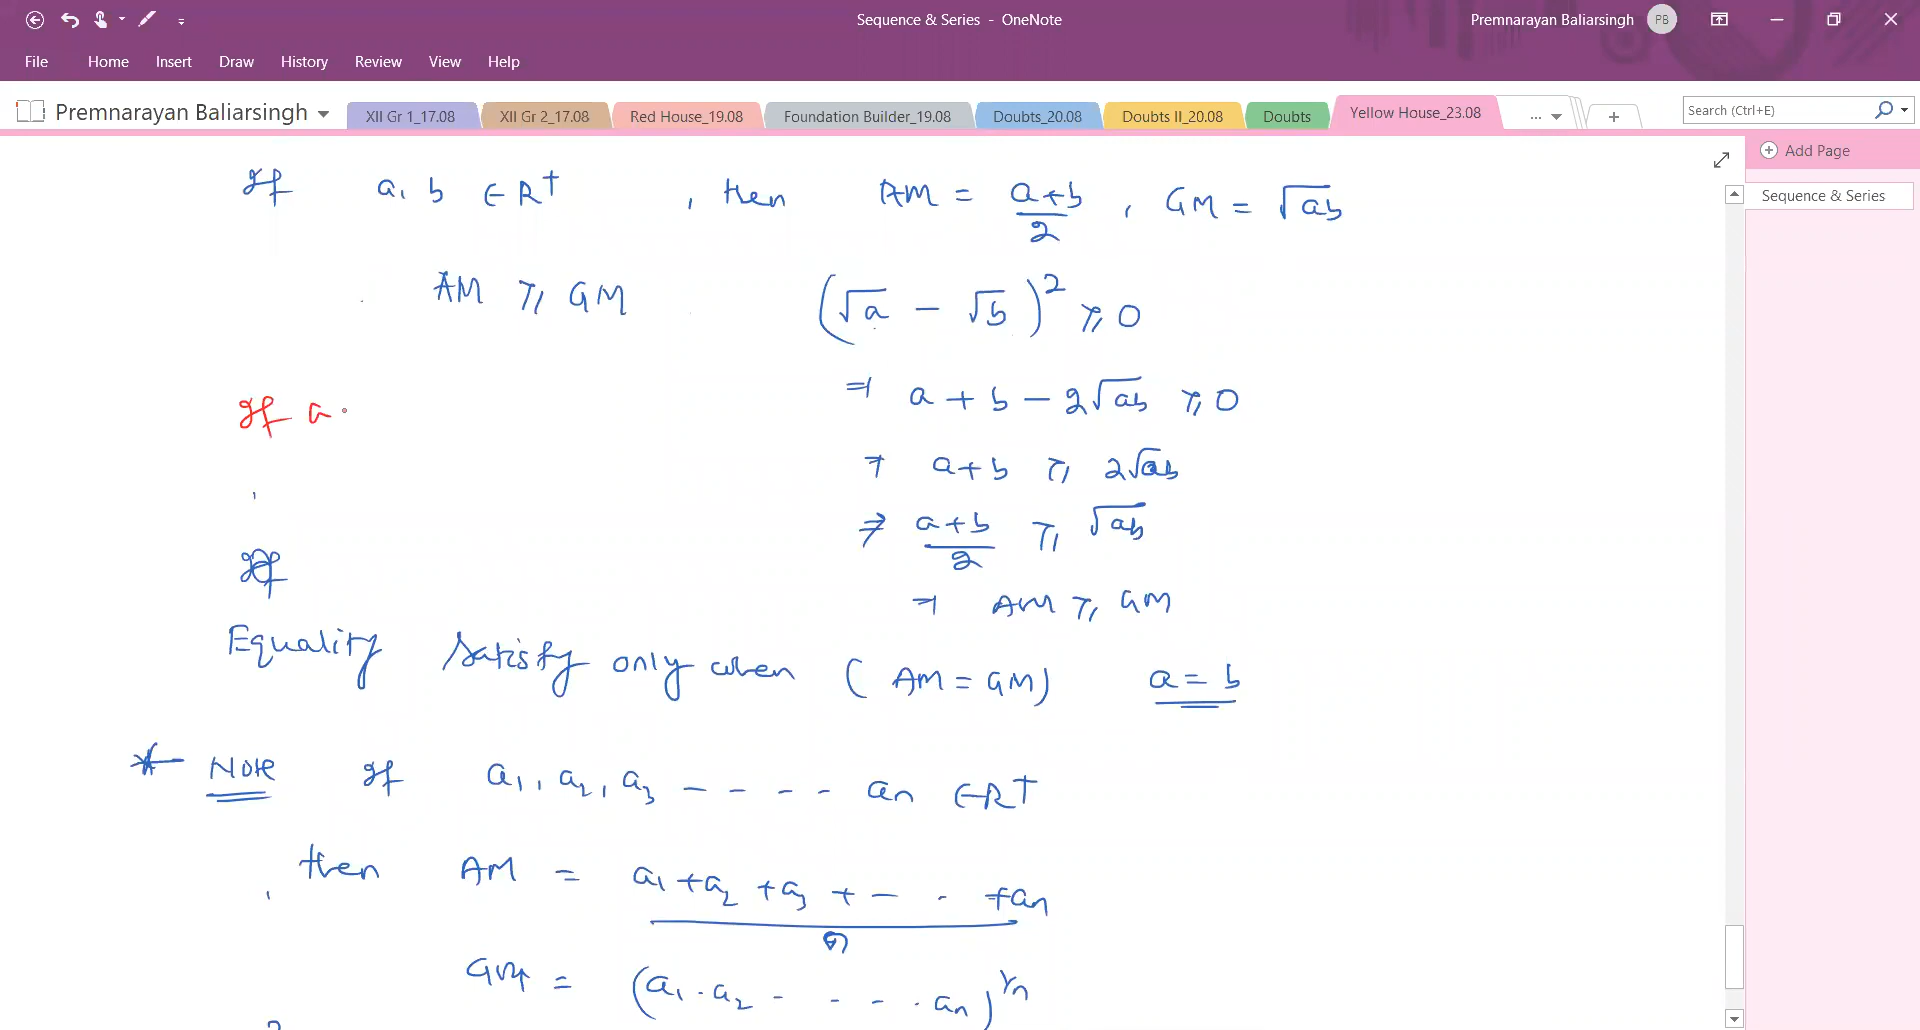 Sequence & Series - OneNote
Premnarayan Baliarsingh PB
File Home Insert Draw History Review View Help
Premnarayan Baliarsingh XII Gr 1_17.08 XII Gr 2_17.08 Red House_19.08 Foundation Builder_19.08 Doubts_20.08 Doubts II_20.08 Doubts Yellow House_23.08 ... + Search (Ctrl+E)
Add Page
Sequence & Series
If a, b ∈ R⁺, then AM = (a+b)/2, GM = √ab
AM ≥ GM (√a − √b)² ≥ 0
⇒ a + b − 2√ab ≥ 0
If a
⇒ a+b ≥ 2√ab
⇒ (a+b)/2 ≥ √ab
If
⇒ AM ≥ GM
Equality satisfy only when (AM = GM) a = b
* Note If a₁, a₂, a₃ - - - - aₙ ∈ R⁺
then AM = (a₁ + a₂ + a₃ + - - + aₙ)/n
GM = (a₁ · a₂ - - - - · aₙ)^1/n